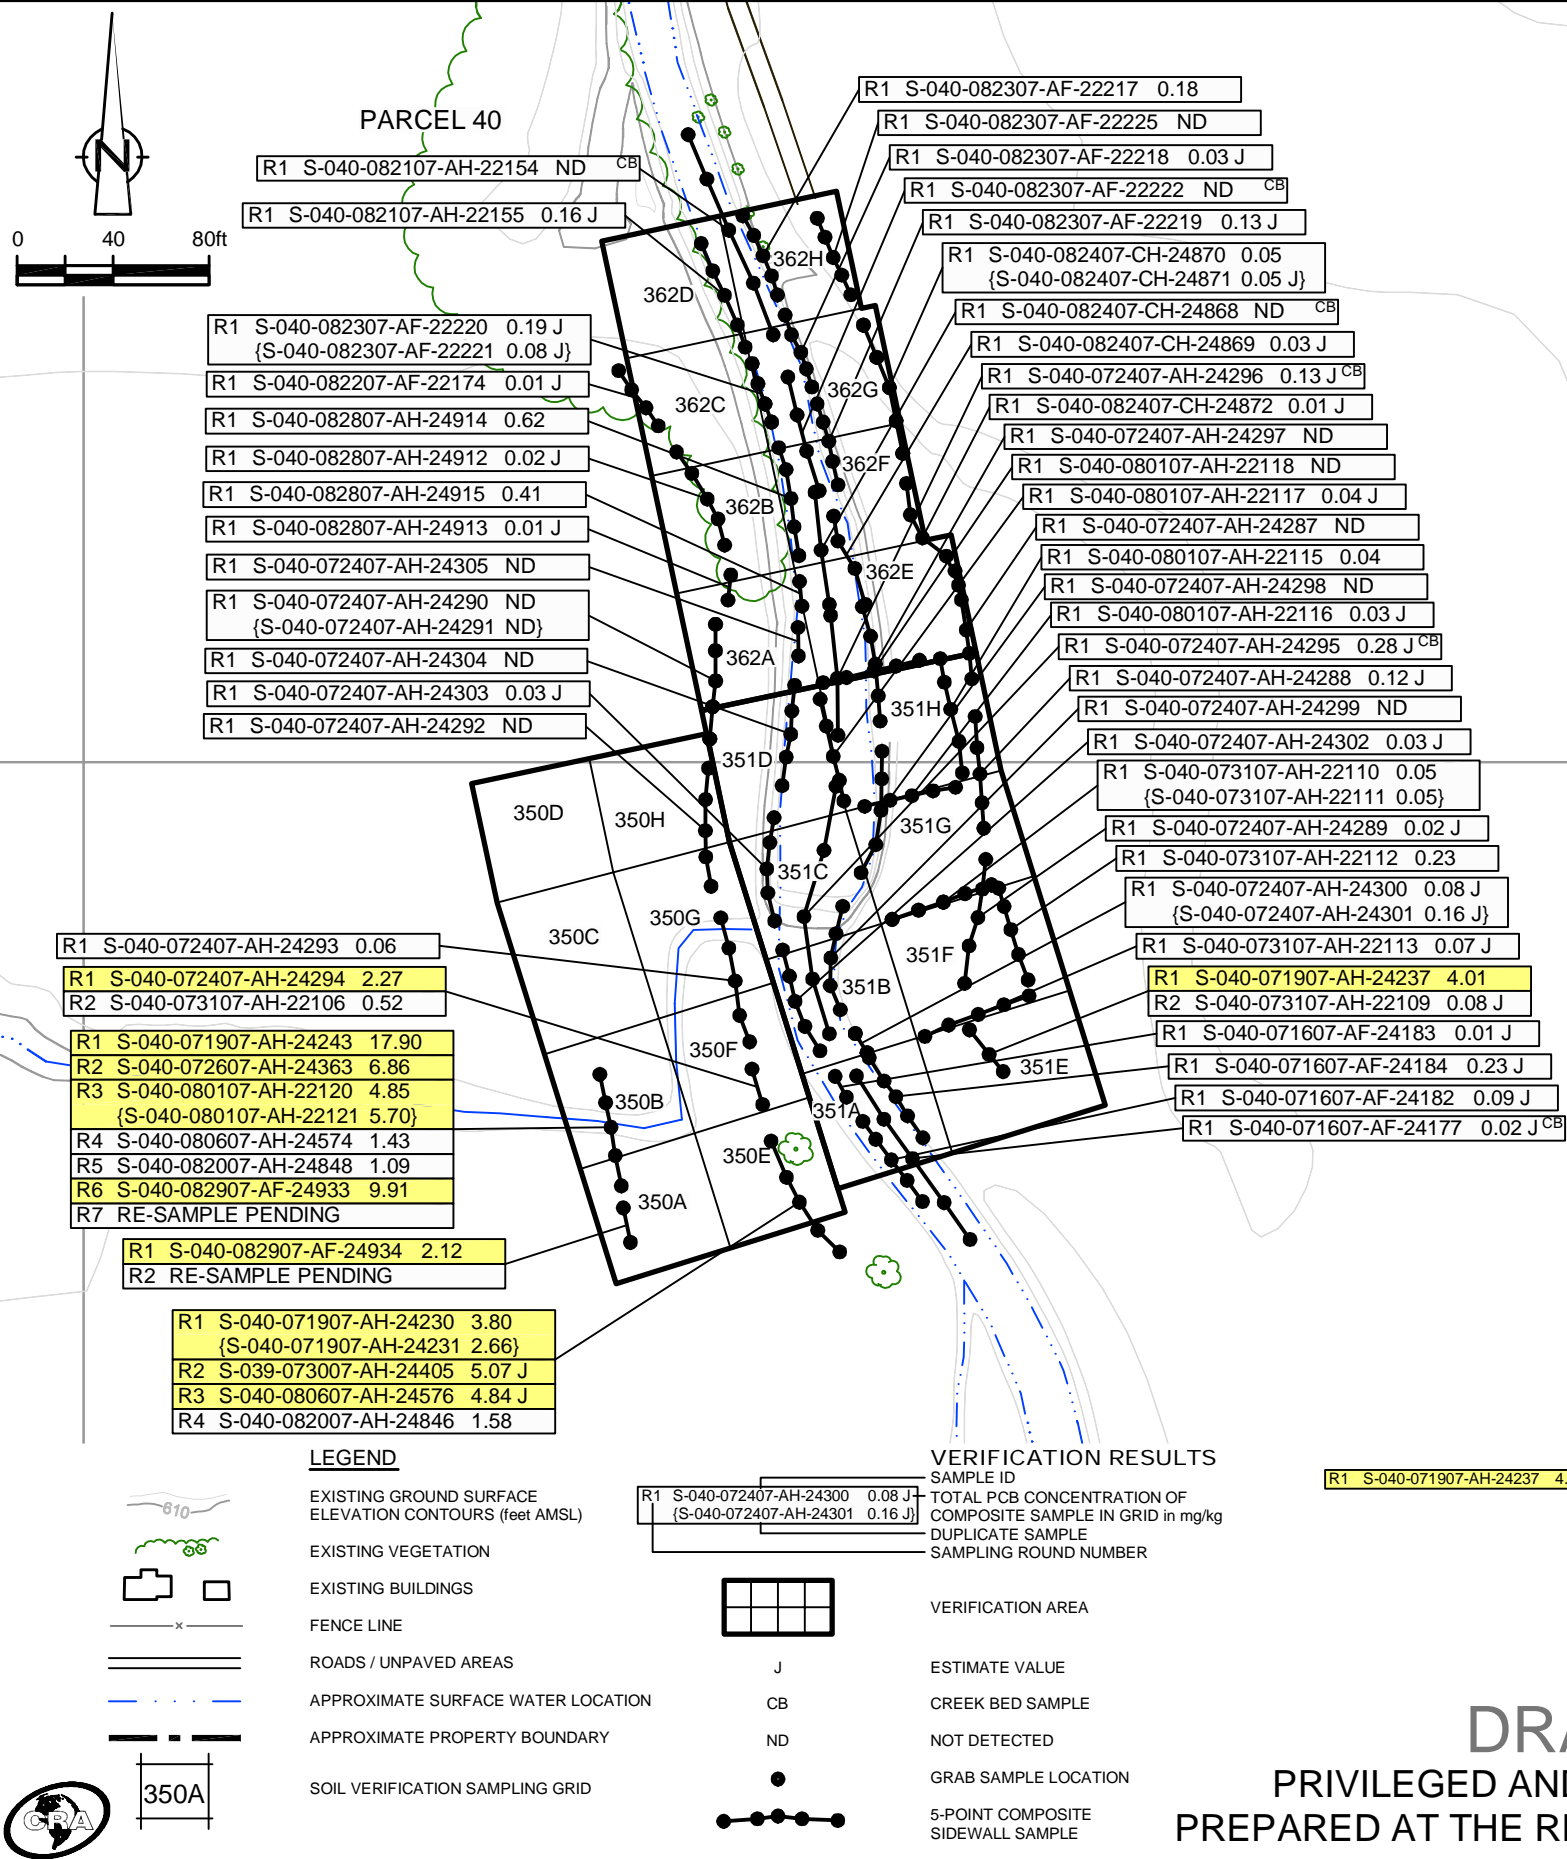 PARCEL 40
0 40 80ft
N
R1 S-040-082107-AH-22154 ND CB
R1 S-040-082107-AH-22155 0.16 J
R1 S-040-082307-AF-22220 0.19 J
{S-040-082307-AF-22221 0.08 J}
R1 S-040-082207-AF-22174 0.01 J
R1 S-040-082807-AH-24914 0.62
R1 S-040-082807-AH-24912 0.02 J
R1 S-040-082807-AH-24915 0.41
R1 S-040-082807-AH-24913 0.01 J
R1 S-040-072407-AH-24305 ND
R1 S-040-072407-AH-24290 ND
{S-040-072407-AH-24291 ND}
R1 S-040-072407-AH-24304 ND
R1 S-040-072407-AH-24303 0.03 J
R1 S-040-072407-AH-24292 ND
R1 S-040-072407-AH-24293 0.06
R1 S-040-072407-AH-24294 2.27
R2 S-040-073107-AH-22106 0.52
R1 S-040-071907-AH-24243 17.90
R2 S-040-072607-AH-24363 6.86
R3 S-040-080107-AH-22120 4.85
{S-040-080107-AH-22121 5.70}
R4 S-040-080607-AH-24574 1.43
R5 S-040-082007-AH-24848 1.09
R6 S-040-082907-AF-24933 9.91
R7 RE-SAMPLE PENDING
R1 S-040-082907-AF-24934 2.12
R2 RE-SAMPLE PENDING
R1 S-040-071907-AH-24230 3.80
{S-040-071907-AH-24231 2.66}
R2 S-039-073007-AH-24405 5.07 J
R3 S-040-080607-AH-24576 4.84 J
R4 S-040-082007-AH-24846 1.58
R1 S-040-082307-AF-22217 0.18
R1 S-040-082307-AF-22225 ND
R1 S-040-082307-AF-22218 0.03 J
R1 S-040-082307-AF-22222 ND CB
R1 S-040-082307-AF-22219 0.13 J
R1 S-040-082407-CH-24870 0.05
{S-040-082407-CH-24871 0.05 J}
R1 S-040-082407-CH-24868 ND CB
R1 S-040-082407-CH-24869 0.03 J
R1 S-040-072407-AH-24296 0.13 J CB
R1 S-040-082407-CH-24872 0.01 J
R1 S-040-072407-AH-24297 ND
R1 S-040-080107-AH-22118 ND
R1 S-040-080107-AH-22117 0.04 J
R1 S-040-072407-AH-24287 ND
R1 S-040-080107-AH-22115 0.04
R1 S-040-072407-AH-24298 ND
R1 S-040-080107-AH-22116 0.03 J
R1 S-040-072407-AH-24295 0.28 J CB
R1 S-040-072407-AH-24288 0.12 J
R1 S-040-072407-AH-24299 ND
R1 S-040-072407-AH-24302 0.03 J
R1 S-040-073107-AH-22110 0.05
{S-040-073107-AH-22111 0.05}
R1 S-040-072407-AH-24289 0.02 J
R1 S-040-073107-AH-22112 0.23
R1 S-040-072407-AH-24300 0.08 J
{S-040-072407-AH-24301 0.16 J}
R1 S-040-073107-AH-22113 0.07 J
R1 S-040-071907-AH-24237 4.01
R2 S-040-073107-AH-22109 0.08 J
R1 S-040-071607-AF-24183 0.01 J
R1 S-040-071607-AF-24184 0.23 J
R1 S-040-071607-AF-24182 0.09 J
R1 S-040-071607-AF-24177 0.02 J CB
362H
362D
362G
362C
362F
362B
362E
362A
351H
351D
350D
350H
351G
351C
350G
350C
351F
351B
350F
351E
350B
351A
350E
350A
LEGEND
610
EXISTING GROUND SURFACE
ELEVATION CONTOURS (feet AMSL)
EXISTING VEGETATION
EXISTING BUILDINGS
x
FENCE LINE
ROADS / UNPAVED AREAS
APPROXIMATE SURFACE WATER LOCATION
APPROXIMATE PROPERTY BOUNDARY
350A
SOIL VERIFICATION SAMPLING GRID
CRA
VERIFICATION RESULTS
R1 S-040-072407-AH-24300 0.08 J
{S-040-072407-AH-24301 0.16 J}
SAMPLE ID
TOTAL PCB CONCENTRATION OF
COMPOSITE SAMPLE IN GRID in mg/kg
DUPLICATE SAMPLE
SAMPLING ROUND NUMBER
VERIFICATION AREA
J ESTIMATE VALUE
CB CREEK BED SAMPLE
ND NOT DETECTED
GRAB SAMPLE LOCATION
5-POINT COMPOSITE
SIDEWALL SAMPLE
R1 S-040-071907-AH-24237 4.
DRA
PRIVILEGED AND
PREPARED AT THE RE